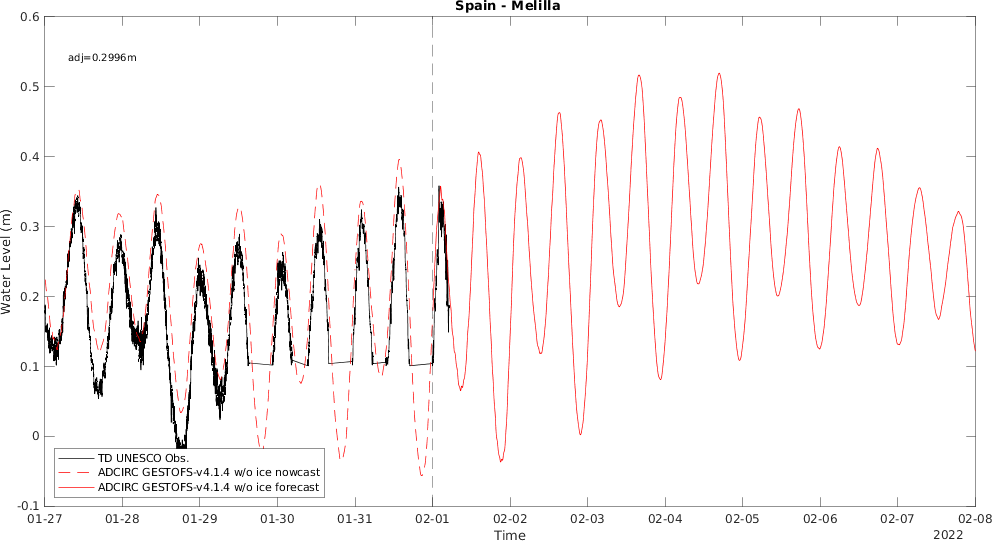 Spain - Melilla
adj=0.2996m
Water Level (m)
0.6
0.5
0.4
0.3
0.2
0.1
0
-0.1
TD UNESCO Obs.
ADCIRC GESTOFS-v4.1.4 w/o ice nowcast
ADCIRC GESTOFS-v4.1.4 w/o ice forecast
01-27 01-28 01-29 01-30 01-31 02-01 02-02 02-03 02-04 02-05 02-06 02-07 02-08
Time
2022